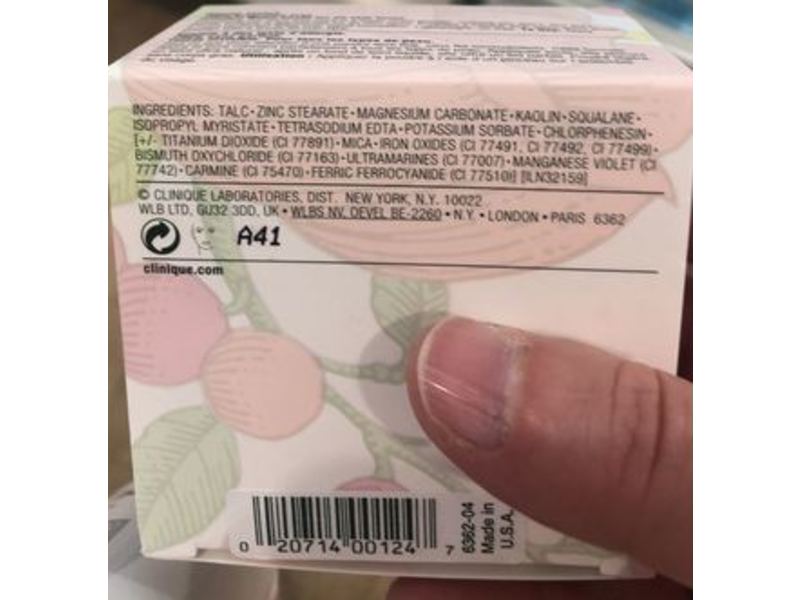 INGREDIENTS: TALC•ZINC STEARATE•MAGNESIUM CARBONATE•KAOLIN•SQUALANE•
ISOPROPYL MYRISTATE•TETRASODIUM EDTA•POTASSIUM SORBATE•CHLORPHENESIN•
[+/- TITANIUM DIOXIDE (CI 77891)•MICA•IRON OXIDES (CI 77491, CI 77492, CI 77499)•
BISMUTH OXYCHLORIDE (CI 77163)•ULTRAMARINES (CI 77007)•MANGANESE VIOLET (CI
77742)•CARMINE (CI 75470)•FERRIC FERROCYANIDE (CI 77510)] [ILN32159]
© CLINIQUE LABORATORIES, DIST. NEW YORK, N.Y. 10022
WLB LTD, GU32 3DD, UK • WLBS NV, DEVEL BE-2260 • N.Y. • LONDON • PARIS 6362
A41
clinique.com
0 20714 00124 7
6362-04
Made in
U.S.A.